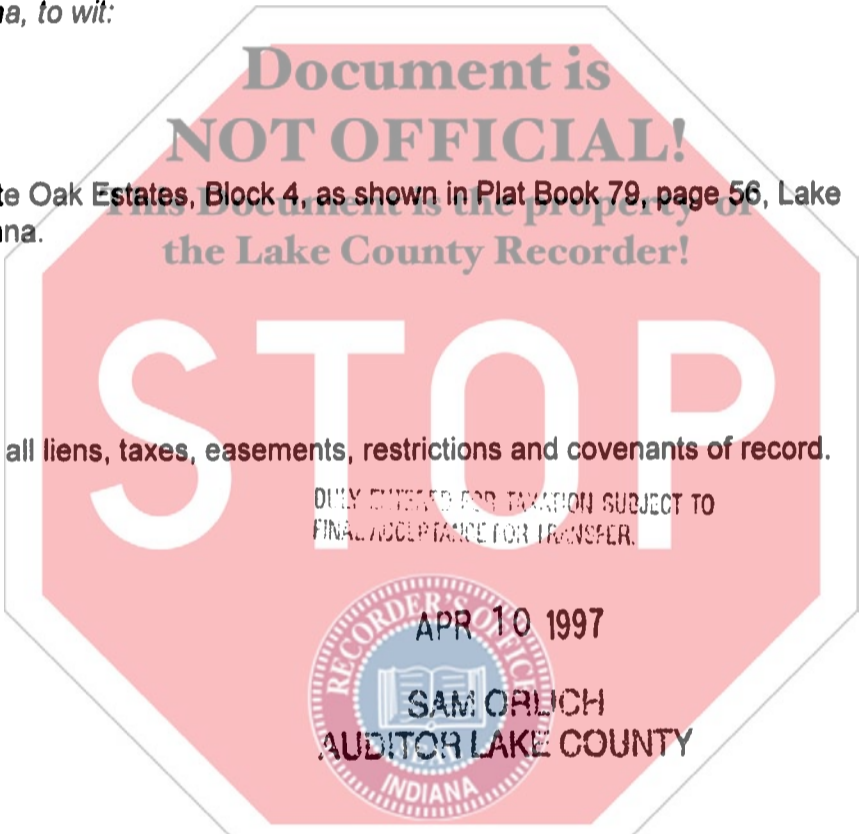 na, to wit:
Document is
NOT OFFICIAL!
te Oak Estates, Block 4, as shown in Plat Book 79, page 56, Lake
This Document is the property of
na.
the Lake County Recorder!
STOP
all liens, taxes, easements, restrictions and covenants of record.
DULY ENTERED FOR TAXATION SUBJECT TO
FINAL ACCEPTANCE FOR TRANSFER.
APR 10 1997
SAM ORLICH
AUDITOR LAKE COUNTY
RECORDER'S OFFICE
INDIANA